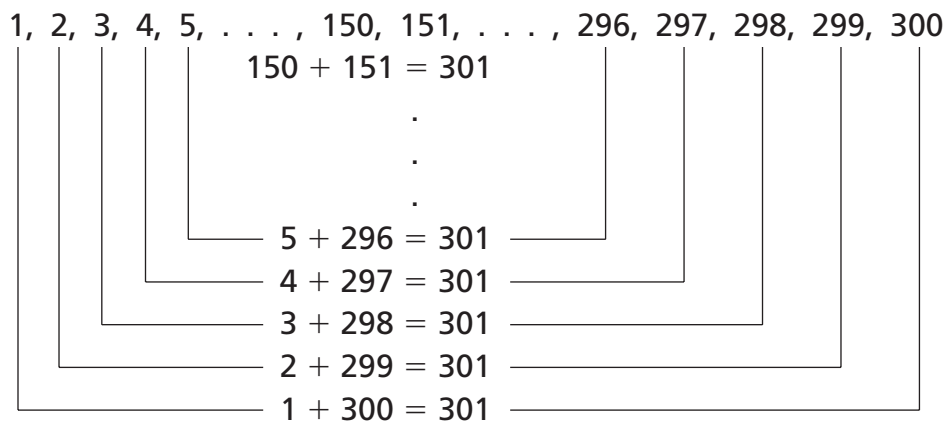 1, 2, 3, 4, 5, . . . , 150, 151, . . . , 296, 297, 298, 299, 300
150 + 151 = 301
.
.
.
5 + 296 = 301
4 + 297 = 301
3 + 298 = 301
2 + 299 = 301
1 + 300 = 301